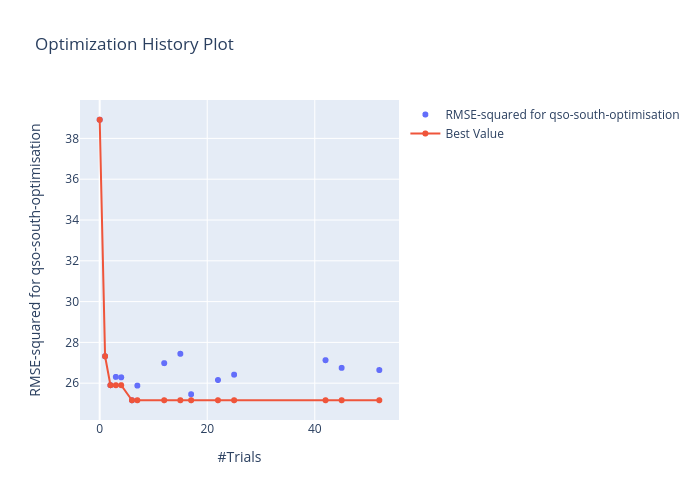 Optimization History Plot
RMSE-squared for qso-south-optimisation
Best Value
RMSE-squared for qso-south-optimisation
38
36
34
32
30
28
26
0
20
40
#Trials